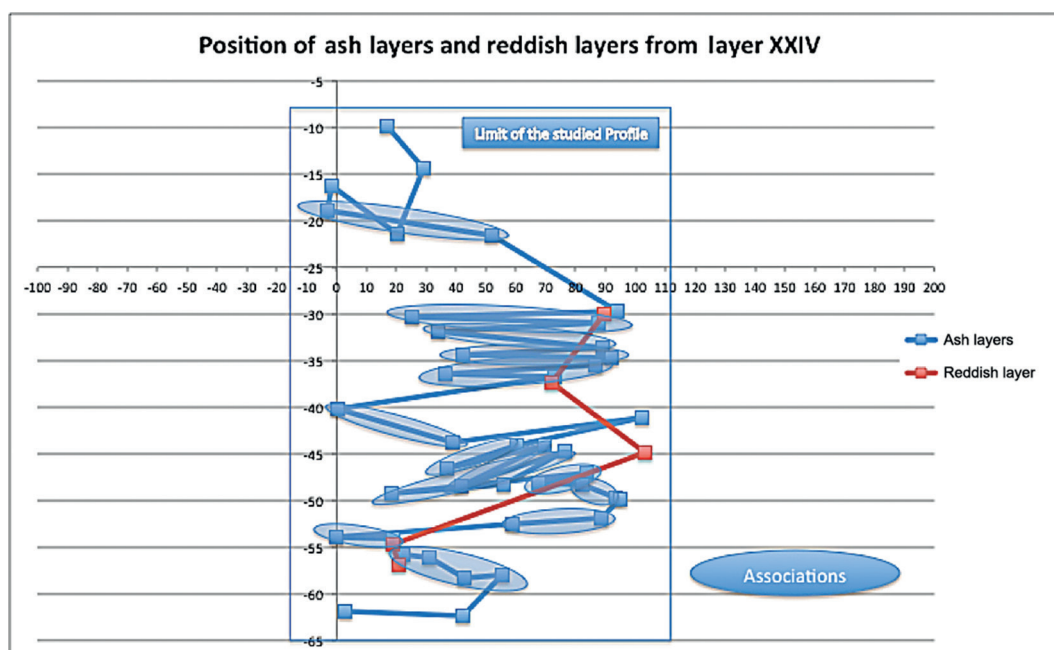 Position of ash layers and reddish layers from layer XXIV
-5
Limit of the studied Profile
-10
-15
-20
-25
-100 -90 -80 -70 -60 -50 -40 -30 -20 -10 0 10 20 30 40 50 60 70 80 90 100 110 120 130 140 150 160 170 180 190 200
-30
Ash layers
-35
Reddish layer
-40
-45
-50
-55
Associations
-60
-65